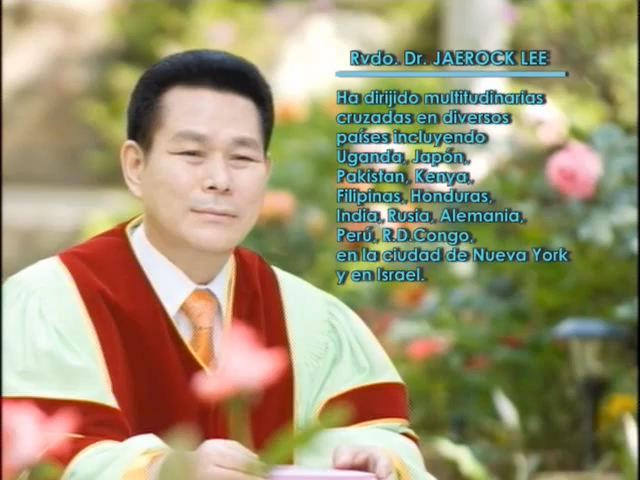 Rvdo. Dr. JAEROCK LEE
Ha dirijido multitudinarias
cruzadas en diversos
países incluyendo
Uganda, Japón,
Pakistan, Kenya,
Filipinas, Honduras,
India, Rusia, Alemania,
Perú, R.D.Congo,
en la ciudad de Nueva York
y en Israel.